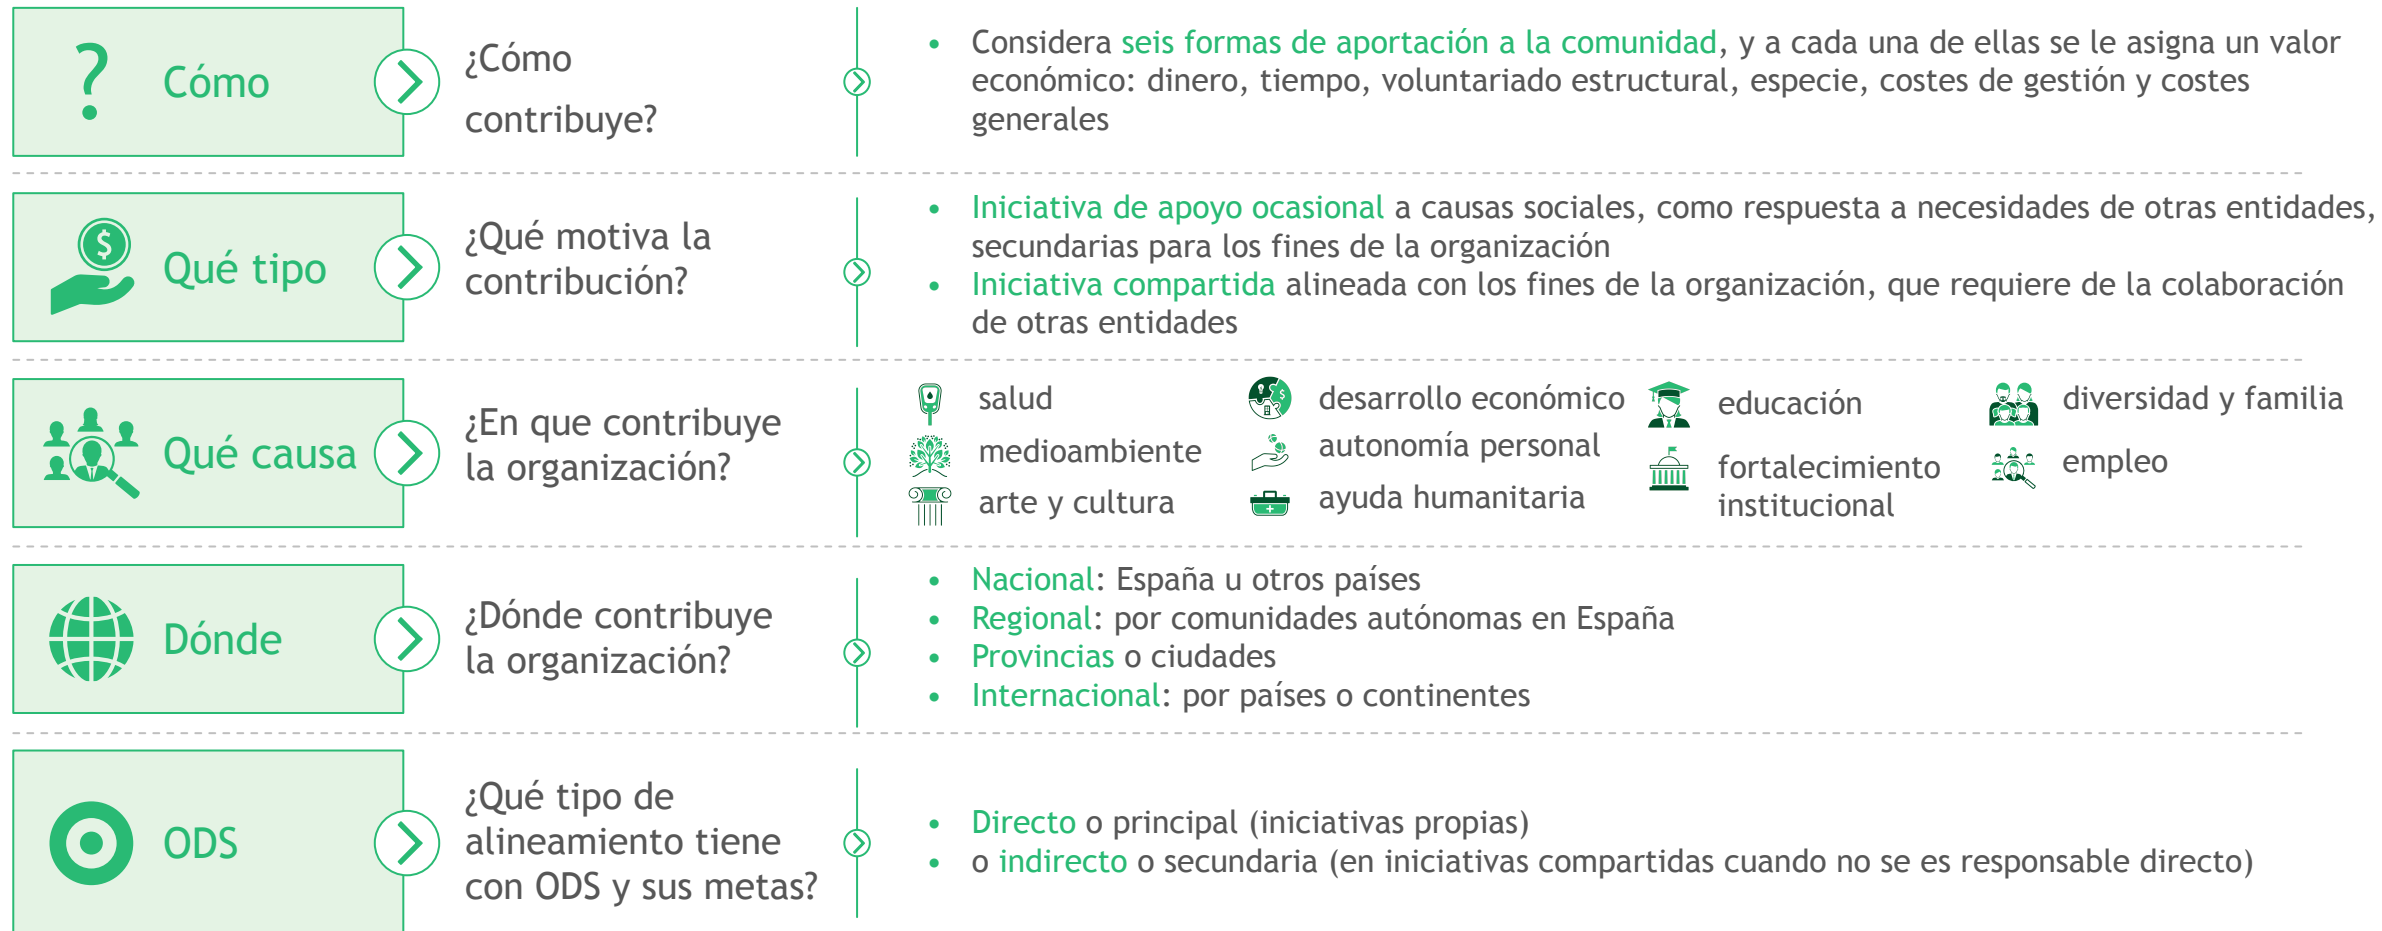 ?
Cómo
¿Cómo
contribuye?
• Considera seis formas de aportación a la comunidad, y a cada una de ellas se le asigna un valor
económico: dinero, tiempo, voluntariado estructural, especie, costes de gestión y costes
generales
$
Qué tipo
¿Qué motiva la
contribución?
• Iniciativa de apoyo ocasional a causas sociales, como respuesta a necesidades de otras entidades,
secundarias para los fines de la organización
• Iniciativa compartida alineada con los fines de la organización, que requiere de la colaboración
de otras entidades
Qué causa
¿En que contribuye
la organización?
salud
medioambiente
arte y cultura
desarrollo económico
autonomía personal
ayuda humanitaria
educación
fortalecimiento
institucional
diversidad y familia
empleo
Dónde
¿Dónde contribuye
la organización?
• Nacional: España u otros países
• Regional: por comunidades autónomas en España
• Provincias o ciudades
• Internacional: por países o continentes
ODS
¿Qué tipo de
alineamiento tiene
con ODS y sus metas?
• Directo o principal (iniciativas propias)
• o indirecto o secundaria (en iniciativas compartidas cuando no se es responsable directo)